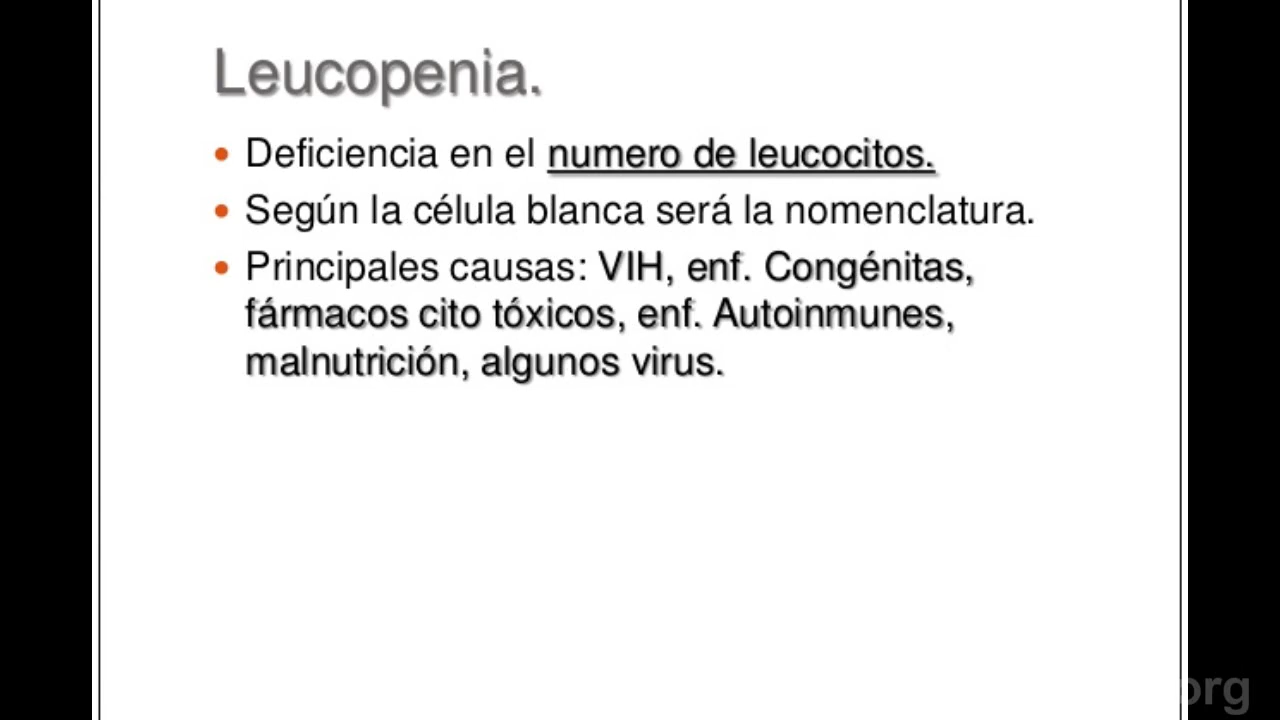 Leucopenia.
Deficiencia en el numero de leucocitos.
Según la célula blanca será la nomenclatura.
Principales causas: VIH, enf. Congénitas,
fármacos cito tóxicos, enf. Autoinmunes,
malnutrición, algunos virus.
org